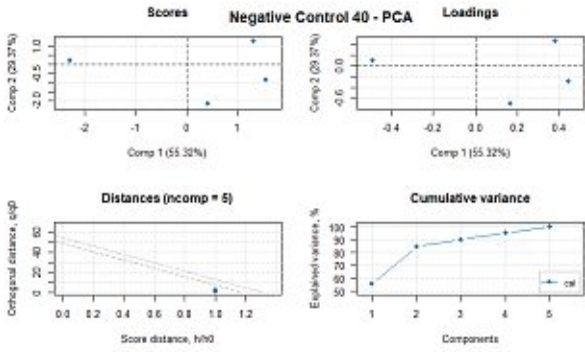 Negative Control 40 - PCA
Scores
Comp 2 (29.37%)
1.0
-0.5
-2.0
-2
-1
0
1
Comp 1 (55.32%)
Loadings
Comp 2 (29.37%)
0.0
-0.6
-0.4
-0.2
0.0
0.2
0.4
Comp 1 (55.32%)
Distances (ncomp = 5)
Orthogonal distance, q/q0
60
40
20
0
0.0
0.2
0.4
0.6
0.8
1.0
1.2
Score distance, h/h0
Cumulative variance
Explained variance, %
100
90
80
70
60
50
1
2
3
4
5
cal
Components